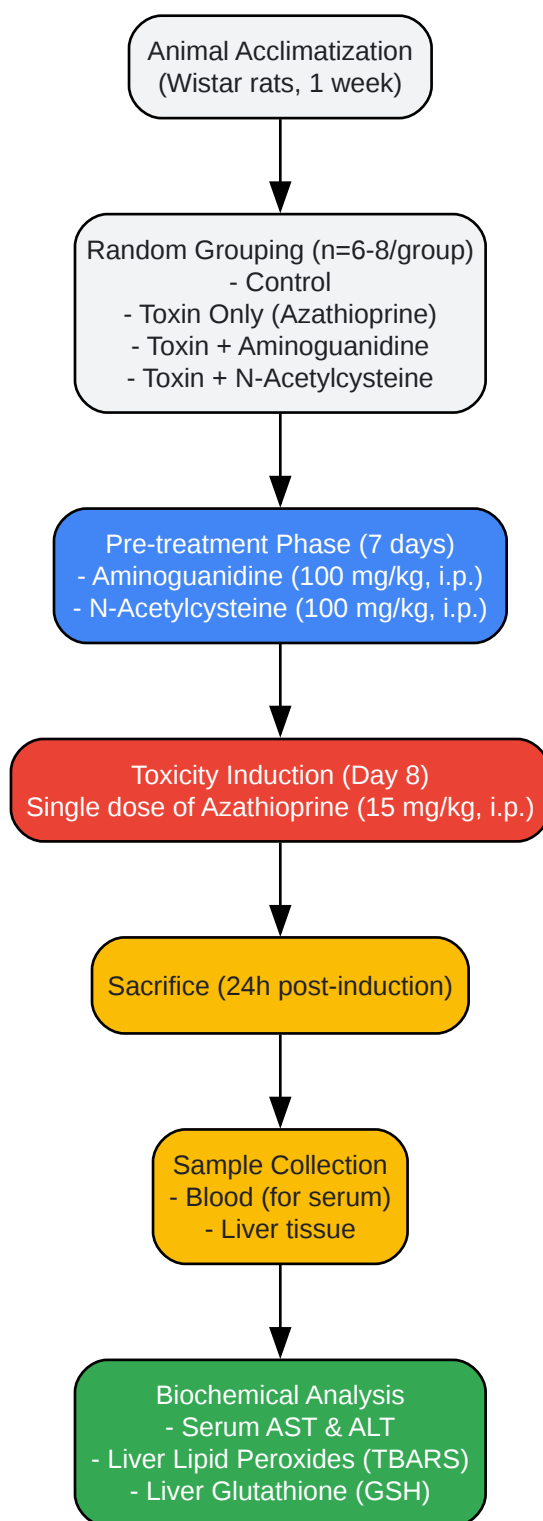 Animal Acclimatization
(Wistar rats, 1 week)
Random Grouping (n=6-8/group)
- Control
- Toxin Only (Azathioprine)
- Toxin + Aminoguanidine
- Toxin + N-Acetylcysteine
Pre-treatment Phase (7 days)
- Aminoguanidine (100 mg/kg, i.p.)
- N-Acetylcysteine (100 mg/kg, i.p.)
Toxicity Induction (Day 8)
Single dose of Azathioprine (15 mg/kg, i.p.)
Sacrifice (24h post-induction)
Sample Collection
- Blood (for serum)
- Liver tissue
Biochemical Analysis
- Serum AST & ALT
- Liver Lipid Peroxides (TBARS)
- Liver Glutathione (GSH)